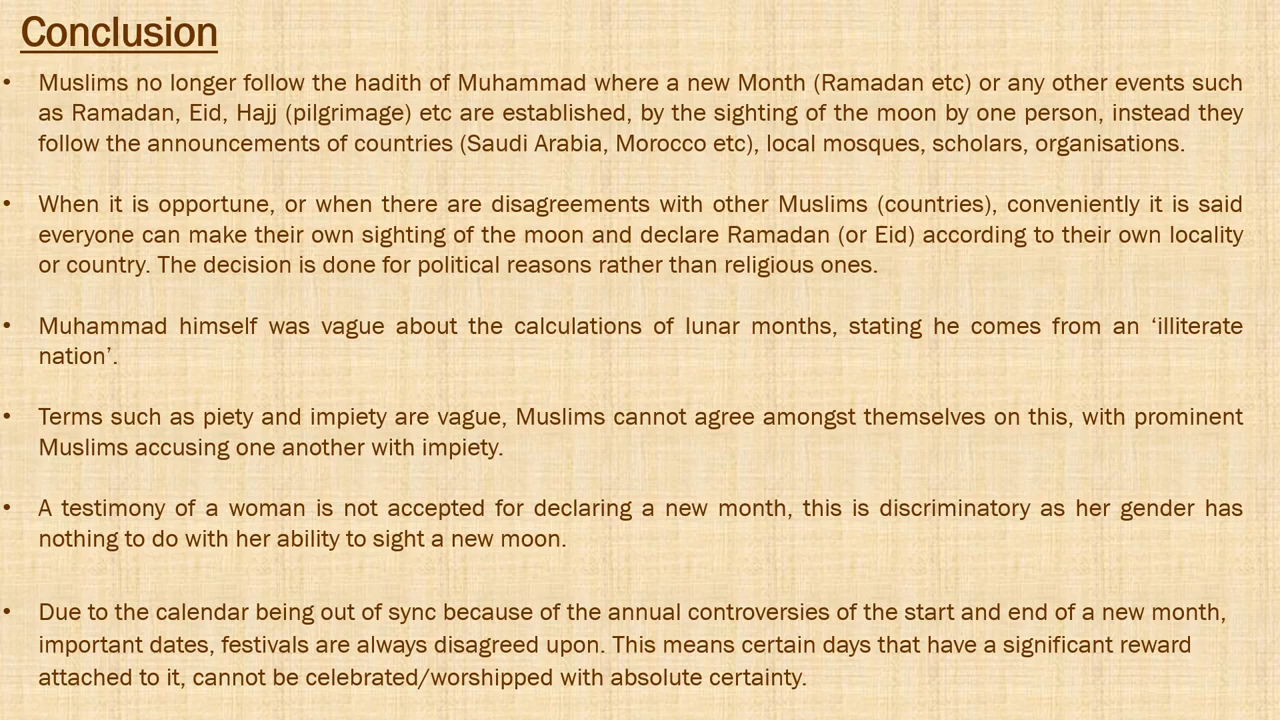 Conclusion
• Muslims no longer follow the hadith of Muhammad where a new Month (Ramadan etc) or any other events such
as Ramadan, Eid, Hajj (pilgrimage) etc are established, by the sighting of the moon by one person, instead they
follow the announcements of countries (Saudi Arabia, Morocco etc), local mosques, scholars, organisations.
• When it is opportune, or when there are disagreements with other Muslims (countries), conveniently it is said
everyone can make their own sighting of the moon and declare Ramadan (or Eid) according to their own locality
or country. The decision is done for political reasons rather than religious ones.
• Muhammad himself was vague about the calculations of lunar months, stating he comes from an ‘illiterate
nation’.
• Terms such as piety and impiety are vague, Muslims cannot agree amongst themselves on this, with prominent
Muslims accusing one another with impiety.
• A testimony of a woman is not accepted for declaring a new month, this is discriminatory as her gender has
nothing to do with her ability to sight a new moon.
• Due to the calendar being out of sync because of the annual controversies of the start and end of a new month,
important dates, festivals are always disagreed upon. This means certain days that have a significant reward
attached to it, cannot be celebrated/worshipped with absolute certainty.